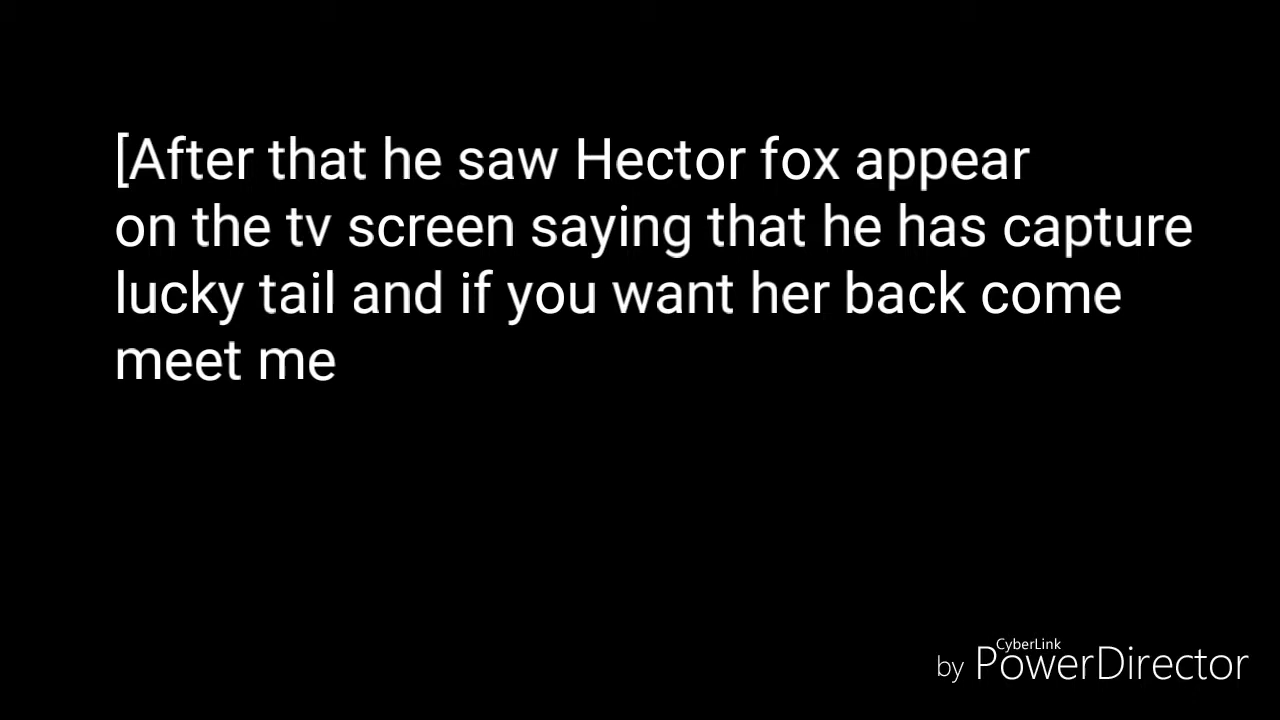 [After that he saw Hector fox appear
on the tv screen saying that he has capture
lucky tail and if you want her back come
meet me
CyberLink
by PowerDirector